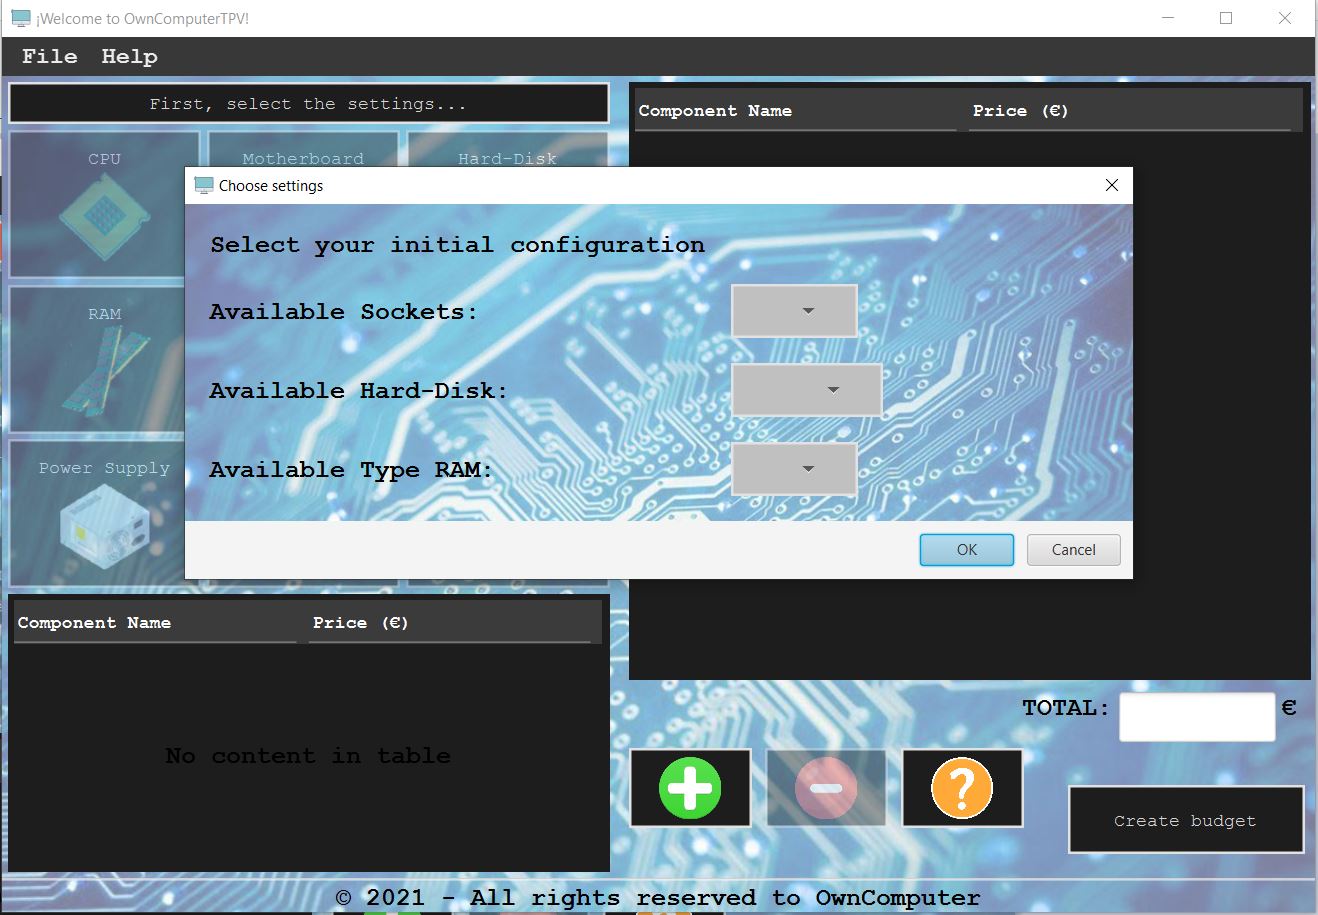 ¡Welcome to OwnComputerTPV!
File Help
First, select the settings...
Component Name Price (€)
CPU Motherboard Hard-Disk
Choose settings
Select your initial configuration
Available Sockets:
RAM
Available Hard-Disk:
Available Type RAM:
Power Supply
OK Cancel
Component Name Price (€)
No content in table
TOTAL: €
Create budget
© 2021 - All rights reserved to OwnComputer